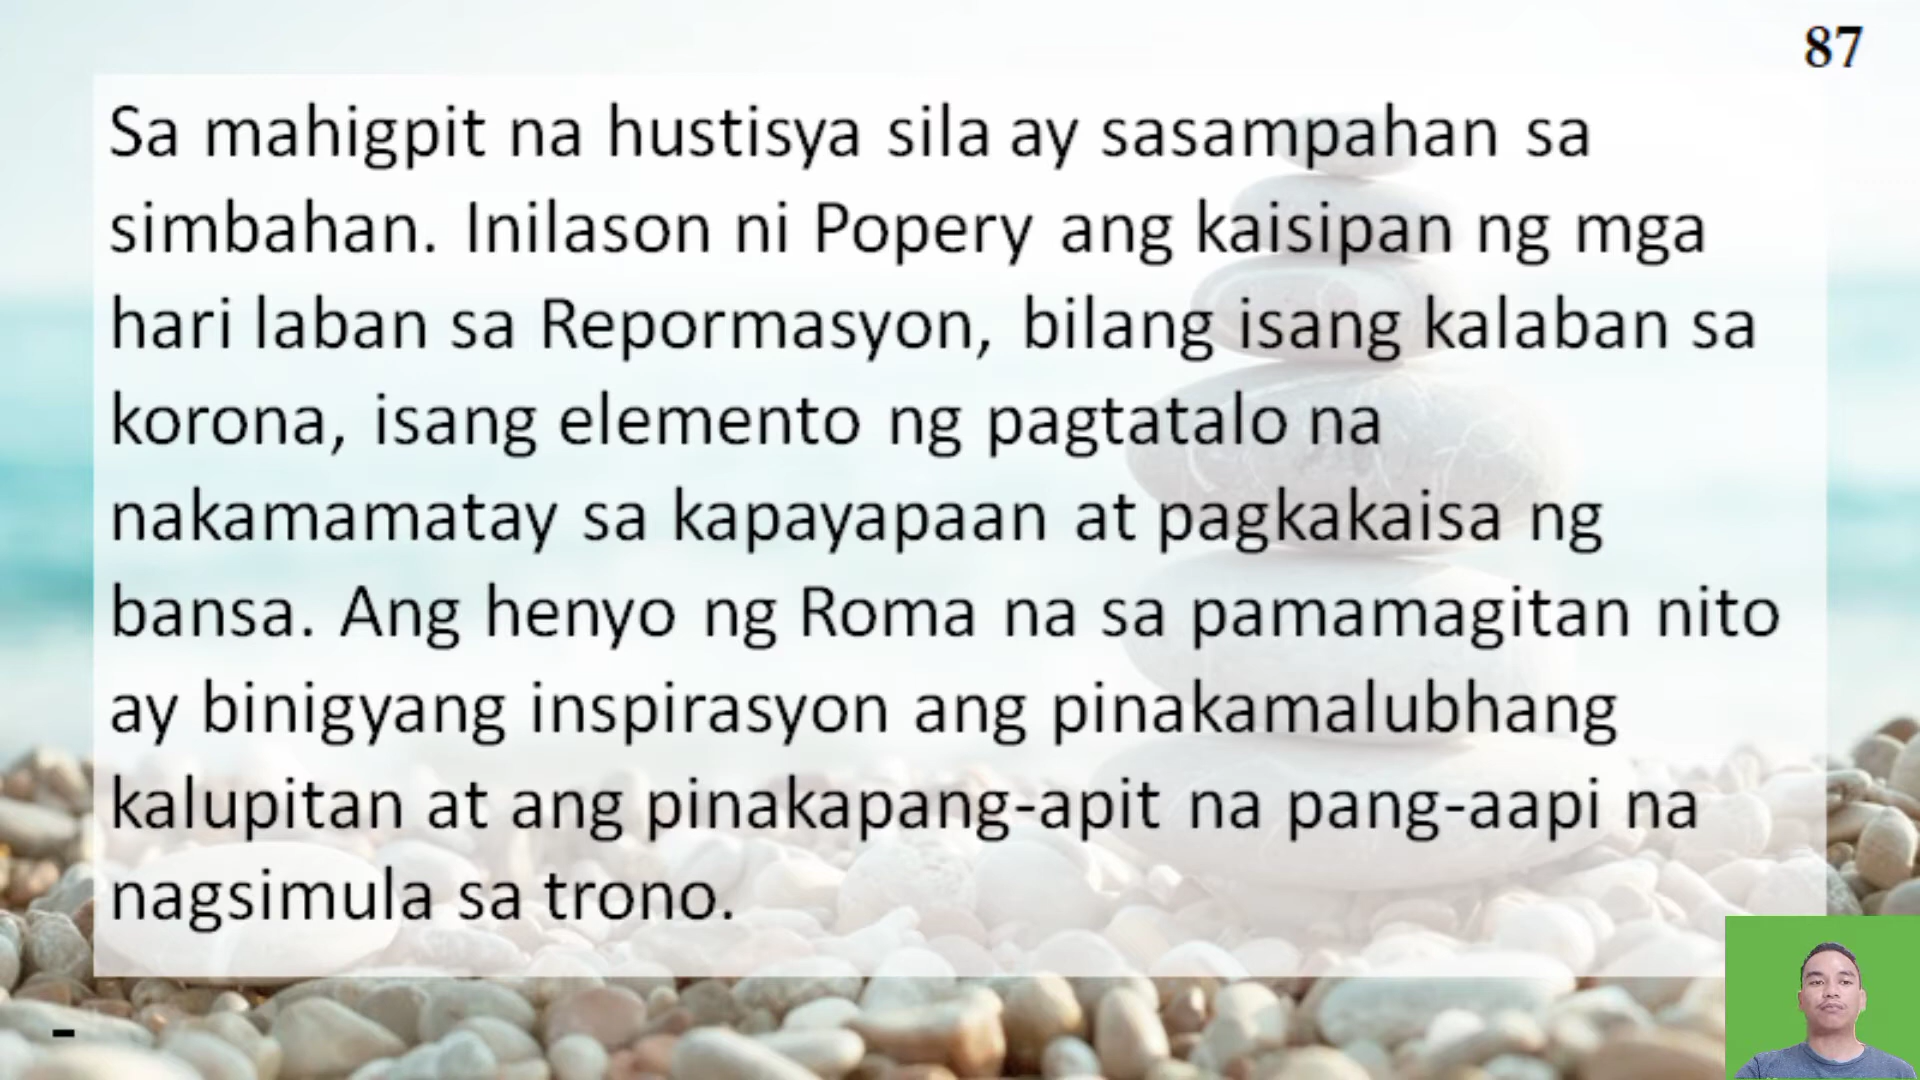 87
Sa mahigpit na hustisya sila ay sasampahan sa
simbahan. Inilason ni Popery ang kaisipan ng mga
hari laban sa Repormasyon, bilang isang kalaban sa
korona, isang elemento ng pagtatalo na
nakamamatay sa kapayapaan at pagkakaisa ng
bansa. Ang henyo ng Roma na sa pamamagitan nito
ay binigyang inspirasyon ang pinakamalubhang
kalupitan at ang pinakapang-apit na pang-aapi na
nagsimula sa trono.
-